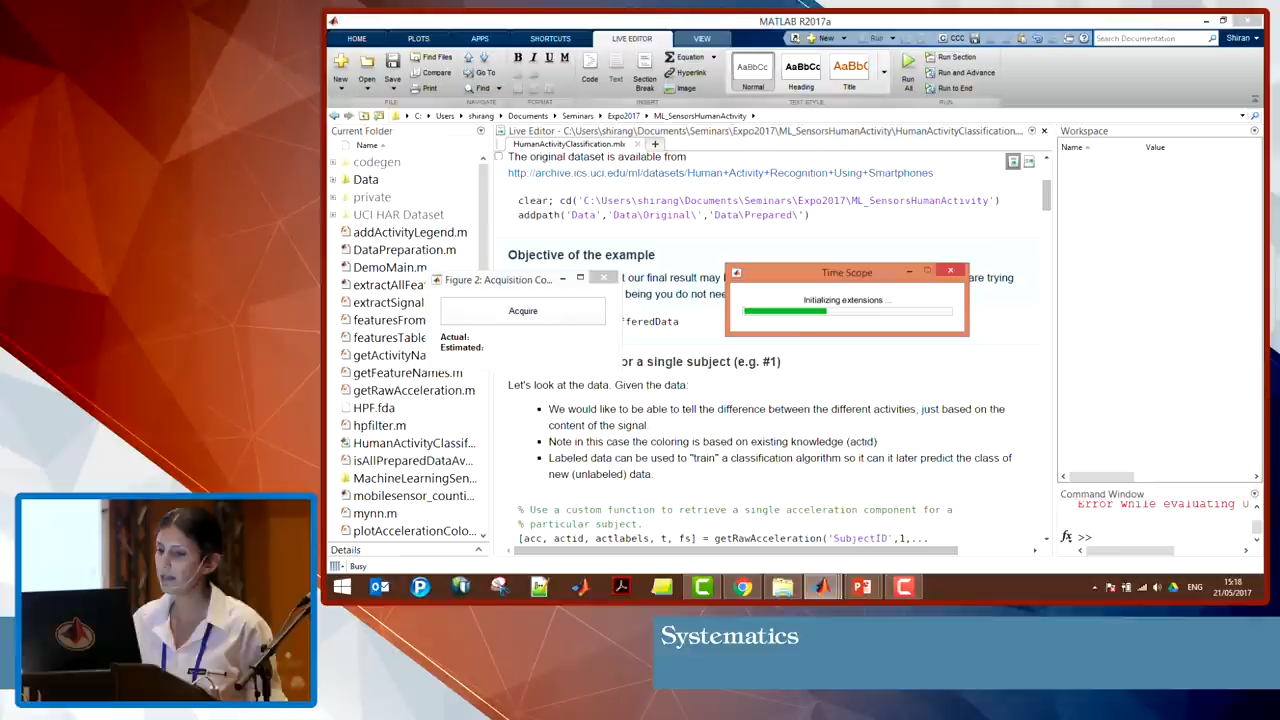 MATLAB R2017a
HOME PLOTS APPS SHORTCUTS LIVE EDITOR VIEW New Run CCC Search Documentation Shiran
New Open Save Find Files Compare Print Go To Find B I U M Code Text Section Break Equation Hyperlink Image AaBbCc Normal AaBbCc Heading AaBbC Title Run All Run Section Run and Advance Run to End
FILE NAVIGATE FORMAT INSERT TEXT STYLE RUN
C: Users shirang Documents Seminars Expo2017 ML_SensorsHumanActivity
Current Folder
Name
codegen
Data
private
UCI HAR Dataset
addActivityLegend.m
DataPreparation.m
DemoMain.m
extractAllFea
extractSignal
featuresFrom
featuresTable
getActivityNa
getFeatureNames.m
getRawAcceleration.m
HPF.fda
hpfilter.m
HumanActivityClassif...
isAllPreparedDataAv...
MachineLearningSen...
mobilesensor_counti...
mynn.m
plotAccelerationColo...
Details
Busy
Live Editor - C:\Users\shirang\Documents\Seminars\Expo2017\ML_SensorsHumanActivity\HumanActivityClassification....
HumanActivityClassification.mlx
The original dataset is available from
http://archive.ics.uci.edu/ml/datasets/Human+Activity+Recognition+Using+Smartphones
clear; cd('C:\Users\shirang\Documents\Seminars\Expo2017\ML_SensorsHumanActivity')
addpath('Data','Data\Original\','Data\Prepared\')
Objective of the example
t our final result may
are trying
being you do not nee
fferedData
or a single subject (e.g. #1)
Let's look at the data. Given the data:
We would like to be able to tell the difference between the different activities, just based on the
content of the signal.
Note in this case the coloring is based on existing knowledge (actid)
Labeled data can be used to "train" a classification algorithm so it can it later predict the class of
new (unlabeled) data.
% Use a custom function to retrieve a single acceleration component for a
% particular subject.
[acc, actid, actlabels, t, fs] = getRawAcceleration('SubjectID',1,...
Figure 2: Acquisition Co...
Acquire
Actual:
Estimated:
Time Scope
Initializing extensions ...
Workspace
Name Value
Command Window
Error while evaluating U
fx >>
ENG 15:18
21/05/2017
Systematics